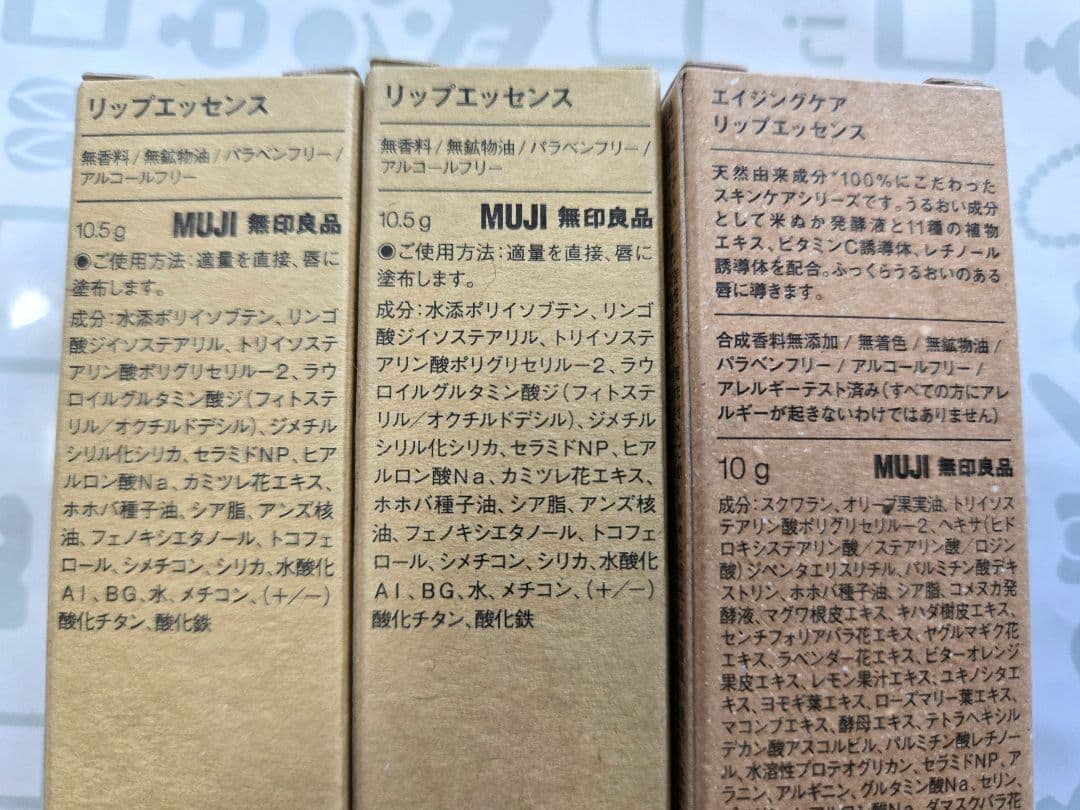 リップエッセンス
無香料/無鉱物油/パラベンフリー/
アルコールフリー
10.5g MUJI 無印良品
◉ご使用方法:適量を直接、唇に
塗布します。
成分:水添ポリイソブテン、リンゴ
酸ジイソステアリル、トリイソステ
アリン酸ポリグリセリル-2、ラウ
ロイルグルタミン酸ジ(フィトステ
リル/オクチルドデシル)、ジメチル
シリル化シリカ、セラミドNP、ヒア
ルロン酸Na、カミツレ花エキス、
ホホバ種子油、シア脂、アンズ核
油、フェノキシエタノール、トコフェ
ロール、シメチコン、シリカ、水酸化
Al、BG、水、メチコン、(+/-)
酸化チタン、酸化鉄
リップエッセンス
無香料/無鉱物油/パラベンフリー/
アルコールフリー
10.5g MUJI 無印良品
◉ご使用方法:適量を直接、唇に
塗布します。
成分:水添ポリイソブテン、リンゴ
酸ジイソステアリル、トリイソステ
アリン酸ポリグリセリル-2、ラウ
ロイルグルタミン酸ジ(フィトステ
リル/オクチルドデシル)、ジメチル
シリル化シリカ、セラミドNP、ヒア
ルロン酸Na、カミツレ花エキス、
ホホバ種子油、シア脂、アンズ核
油、フェノキシエタノール、トコフェ
ロール、シメチコン、シリカ、水酸化
Al、BG、水、メチコン、(+/-)
酸化チタン、酸化鉄
エイジングケア
リップエッセンス
天然由来成分*100%にこだわった
スキンケアシリーズです。うるおい成分
として米ぬか発酵液と11種の植物
エキス、ビタミンC誘導体、レチノール
誘導体を配合。ふっくらうるおいのある
唇に導きます。
合成香料無添加/無着色/無鉱物油/
パラベンフリー/アルコールフリー/
アレルギーテスト済み(すべての方にアレ
ルギーが起きないわけではありません)
10g MUJI 無印良品
成分:スクワラン、オリーブ果実油、トリイソス
テアリン酸ポリグリセリル-2、ヘキサ(ヒド
ロキシステアリン酸/ステアリン酸/ロジン
酸)ジペンタエリスリチル、パルミチン酸デキ
ストリン、ホホバ種子油、シア脂、コメヌカ発
酵液、マグワ根皮エキス、キハダ樹皮エキス、
センチフォリアバラ花エキス、ヤグルマギク花
エキス、ラベンダー花エキス、ビターオレンジ
果皮エキス、レモン果汁エキス、ユキノシタエ
キス、ヨモギ葉エキス、ローズマリー葉エキス、
マコンブエキス、酵母エキス、テトラヘキシル
デカン酸アスコルビル、パルミチン酸レチノー
ル、水溶性プロテオグリカン、セラミドNP、ア
ラニン、アルギニン、グルタミン酸Na、セリン、